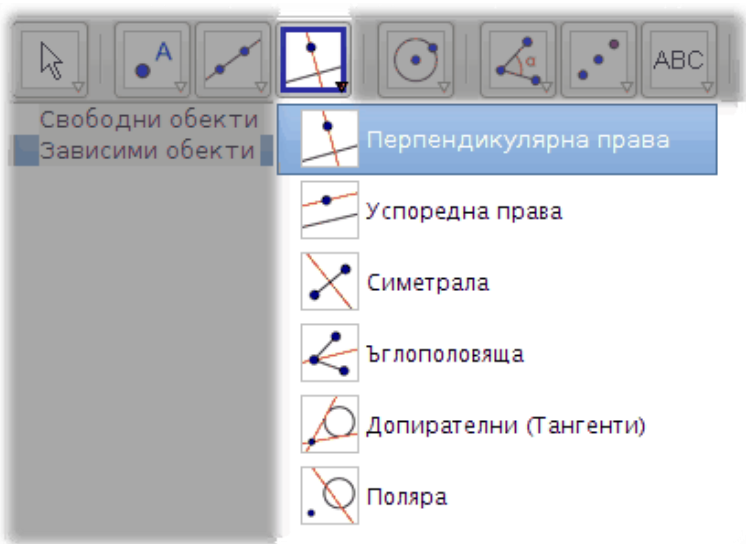 A
α
ABC
Свободни обекти
Зависими обекти
Перпендикулярна права
Успоредна права
Симетрала
Ъглополовяща
Допирателни (Тангенти)
Поляра